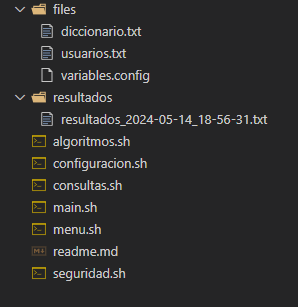 files
diccionario.txt
usuarios.txt
variables.config
resultados
resultados_2024-05-14_18-56-31.txt
algoritmos.sh
configuracion.sh
consultas.sh
main.sh
menu.sh
readme.md
seguridad.sh